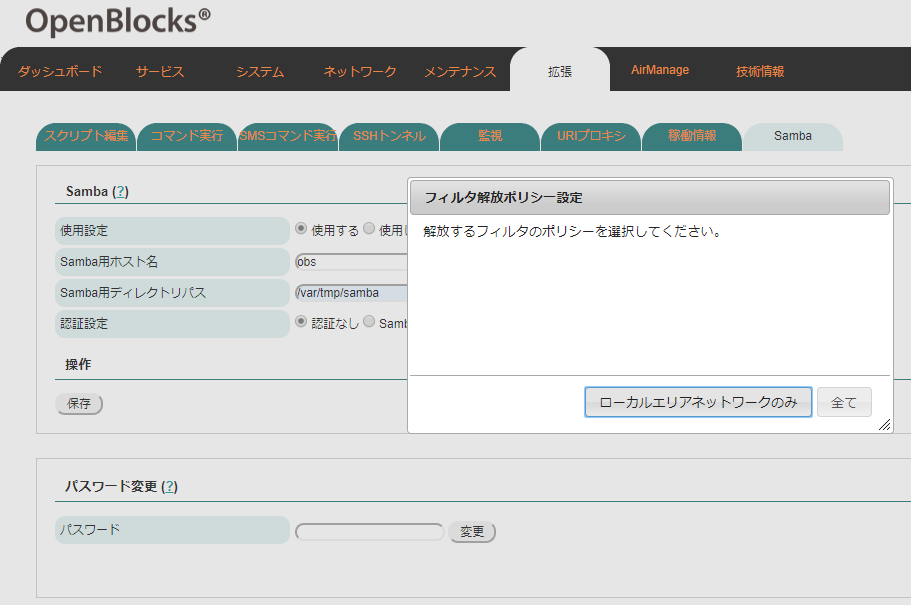 OpenBlocks®
ダッシュボード サービス システム ネットワーク メンテナンス 拡張 AirManage 技術情報
スクリプト編集 コマンド実行 SMSコマンド実行 SSHトンネル 監視 URIプロキシ 稼働情報 Samba
Samba (?)
フィルタ解放ポリシー設定
解放するフィルタのポリシーを選択してください。
使用設定 使用する 使用
Samba用ホスト名 obs
Samba用ディレクトリパス /var/tmp/samba
認証設定 認証なし Samb
操作
保存
ローカルエリアネットワークのみ 全て
パスワード変更 (?)
パスワード 変更